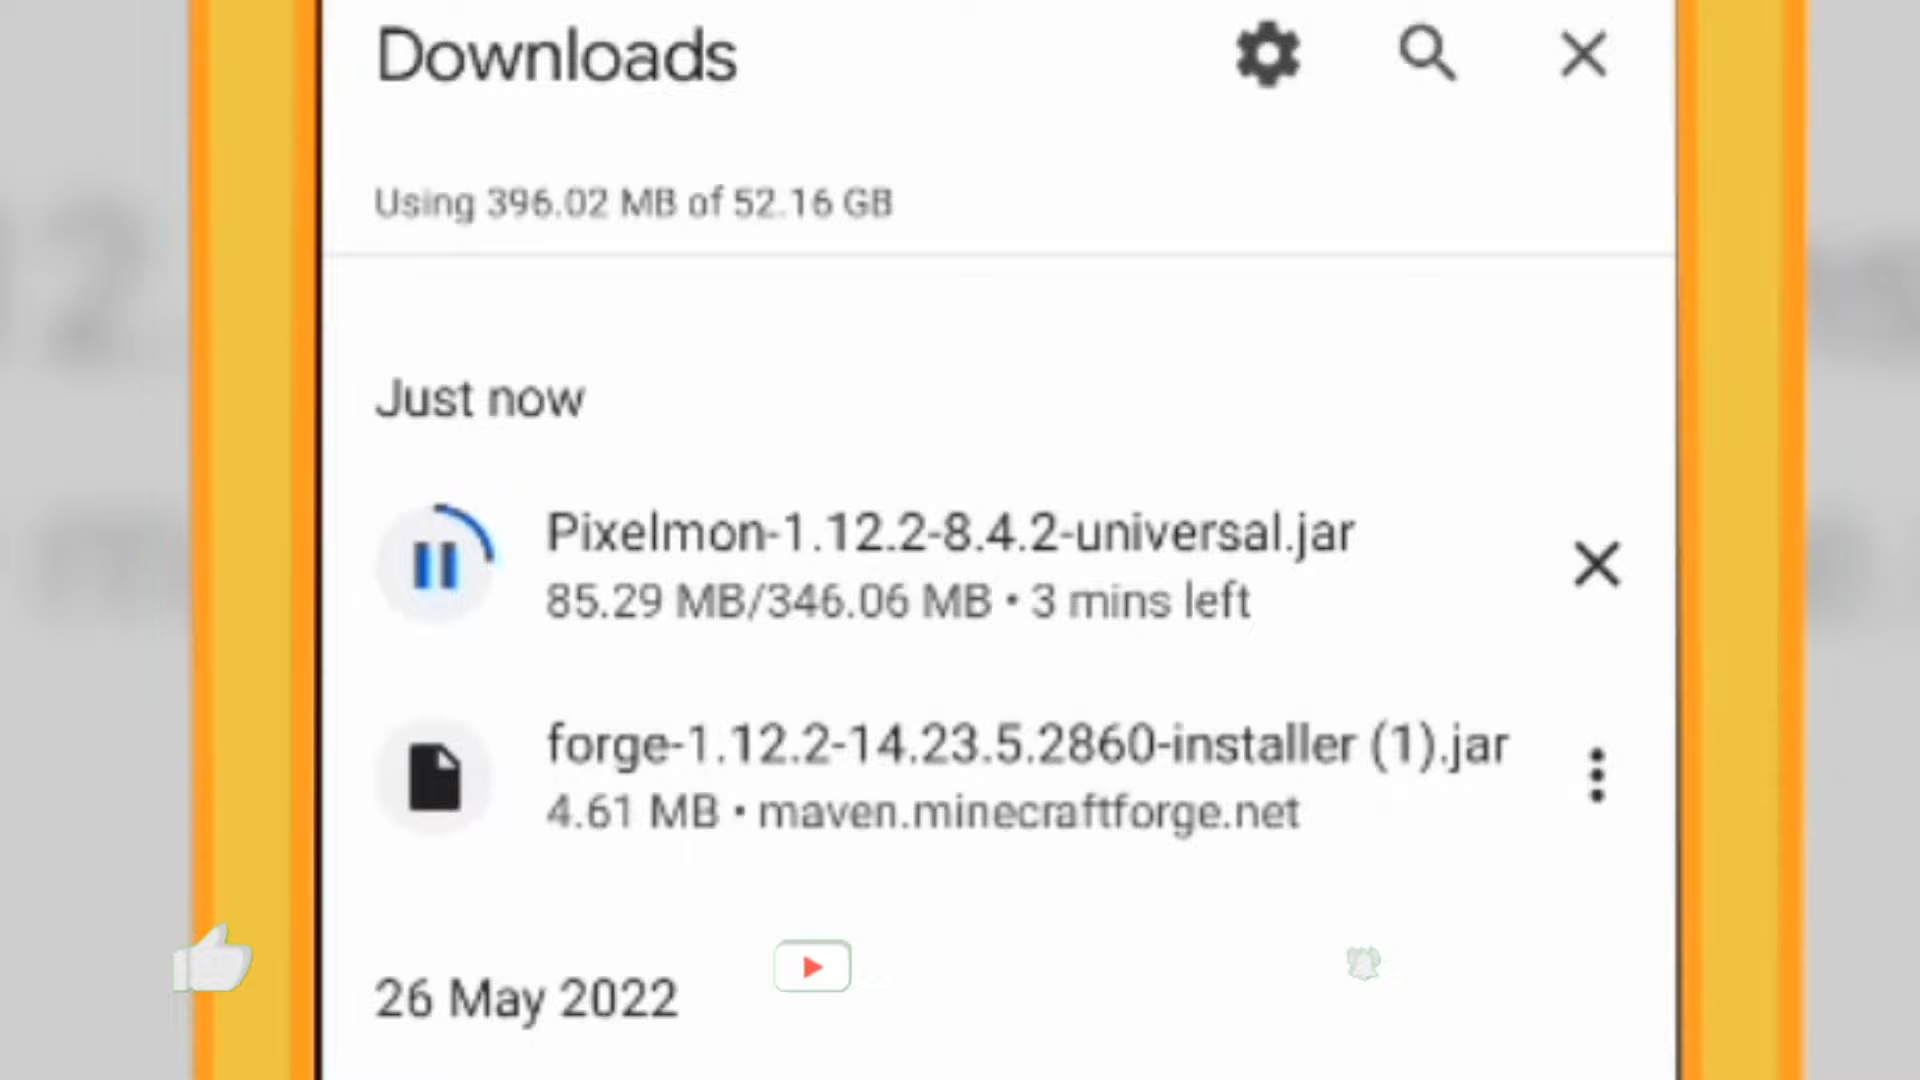 Downloads
Using 396.02 MB of 52.16 GB
Just now
Pixelmon-1.12.2-8.4.2-universal.jar
85.29 MB/346.06 MB • 3 mins left
forge-1.12.2-14.23.5.2860-installer (1).jar
4.61 MB • maven.minecraftforge.net
26 May 2022